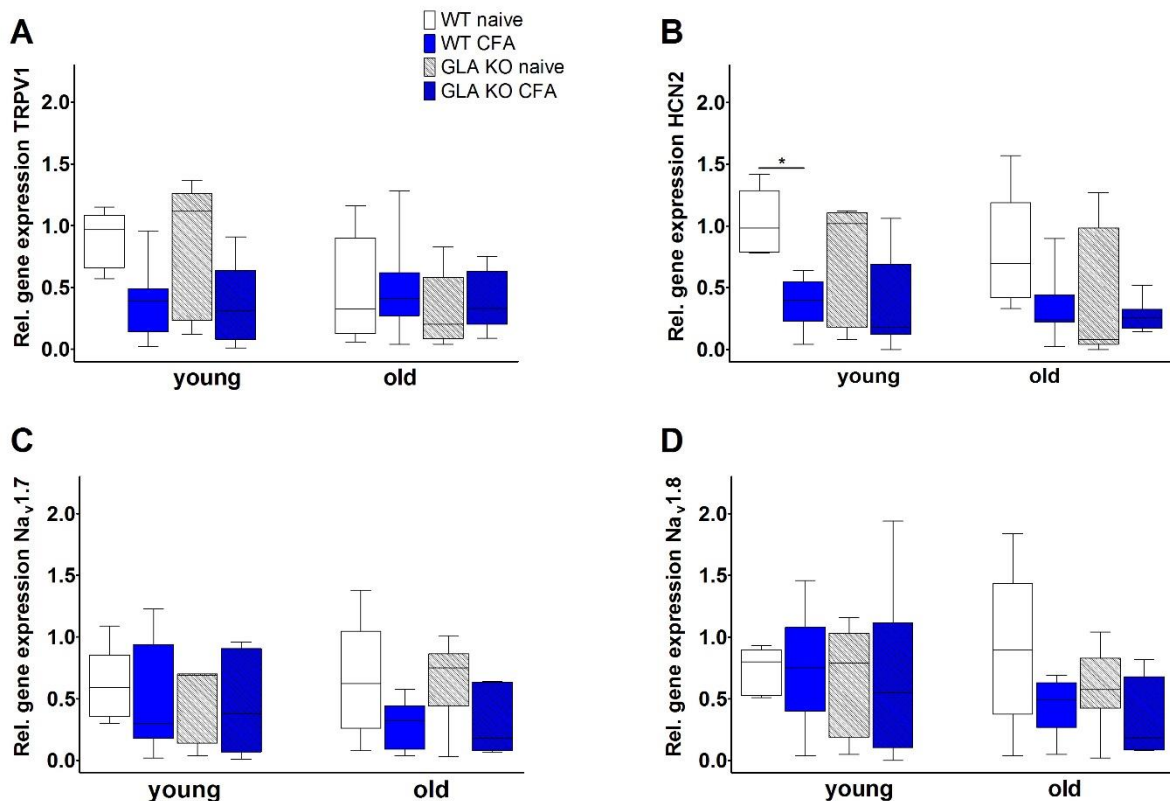 A
WT naive
WT CFA
GLA KO naive
GLA KO CFA
Rel. gene expression TRPV1
2.0
1.5
1.0
0.5
0.0
young old
B
Rel. gene expression HCN2
2.0
1.5
1.0
0.5
0.0
*
young old
C
Rel. gene expression Nav1.7
2.0
1.5
1.0
0.5
0.0
young old
D
Rel. gene expression Nav1.8
2.0
1.5
1.0
0.5
0.0
young old